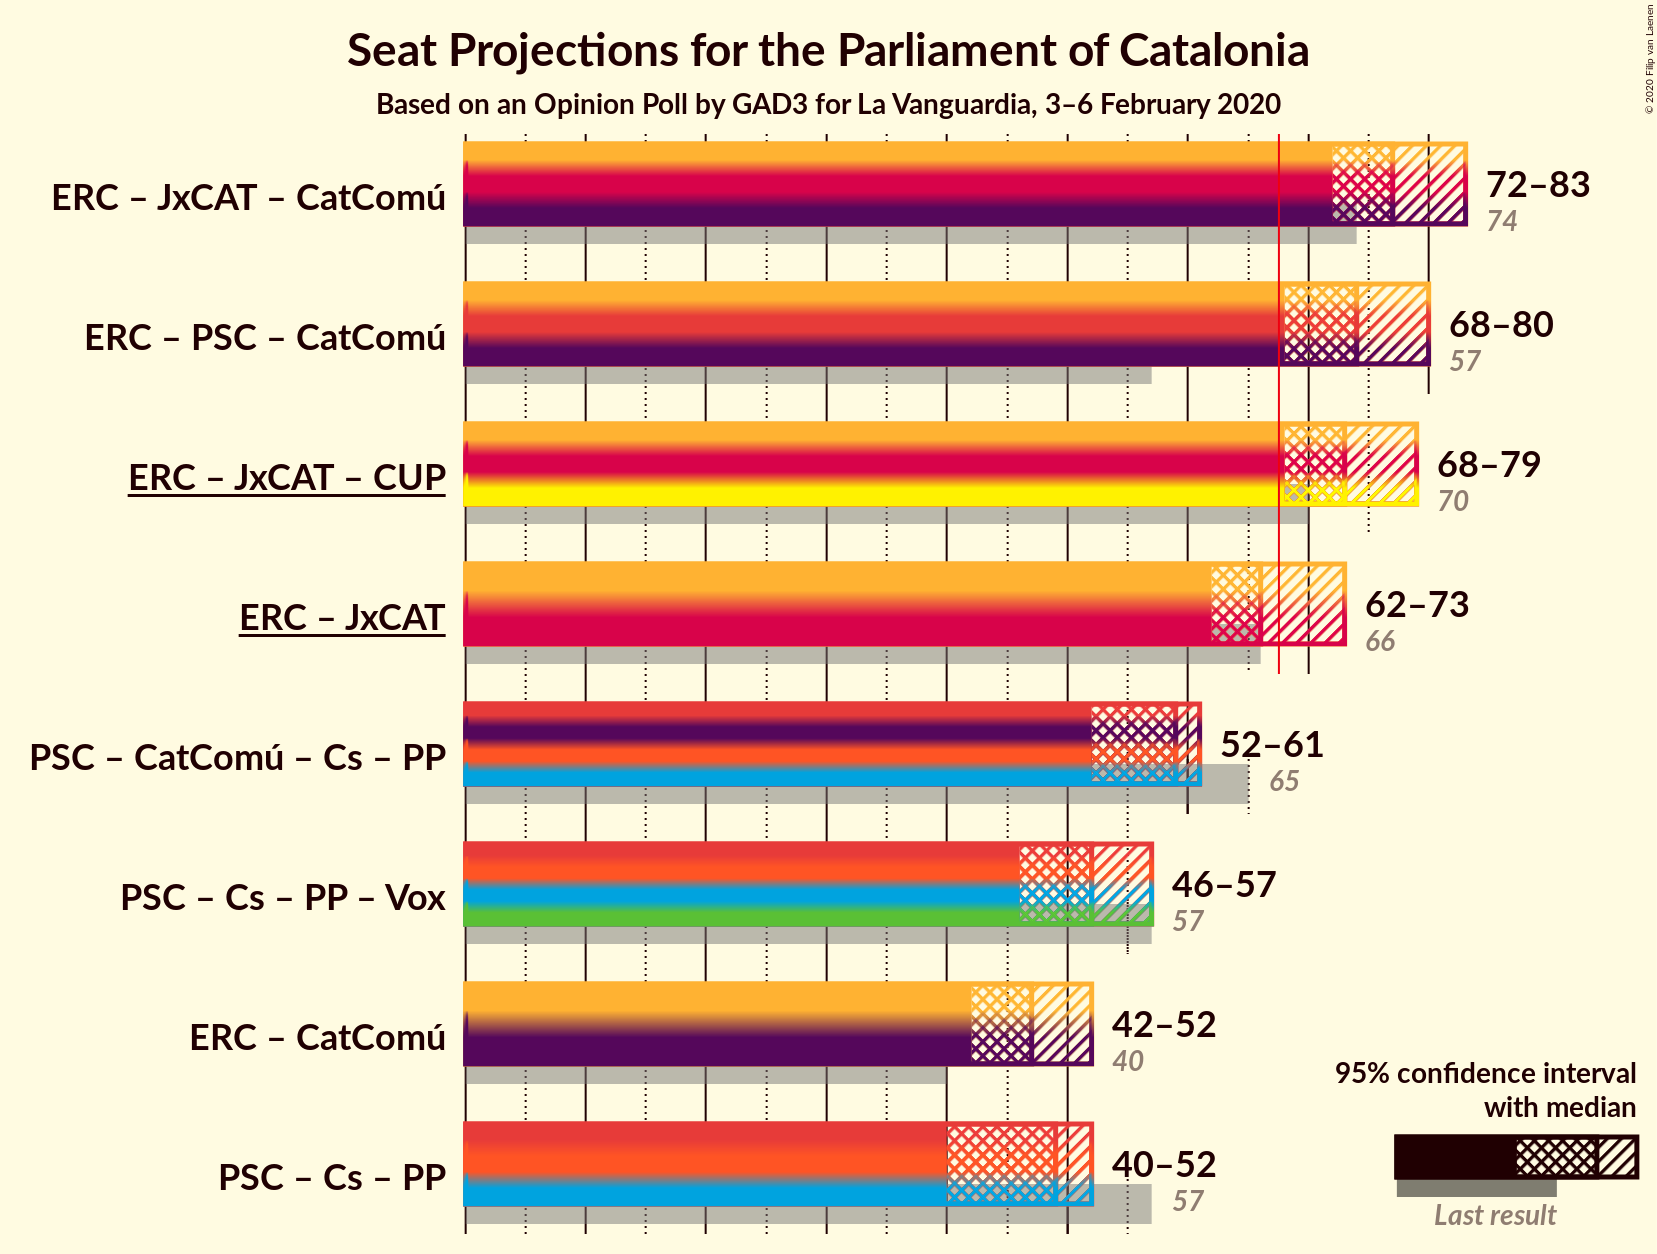 Seat Projections for the Parliament of Catalonia
Based on an Opinion Poll by GAD3 for La Vanguardia, 3–6 February 2020
© 2020 Filip van Laenen
ERC – JxCAT – CatComú
72–83
74
ERC – PSC – CatComú
68–80
57
ERC – JxCAT – CUP
68–79
70
ERC – JxCAT
62–73
66
PSC – CatComú – Cs – PP
52–61
65
PSC – Cs – PP – Vox
46–57
57
ERC – CatComú
42–52
40
PSC – Cs – PP
40–52
57
95% confidence interval
with median
Last result